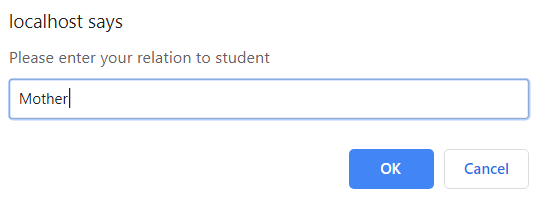 localhost says
Please enter your relation to student
Mother
OK Cancel